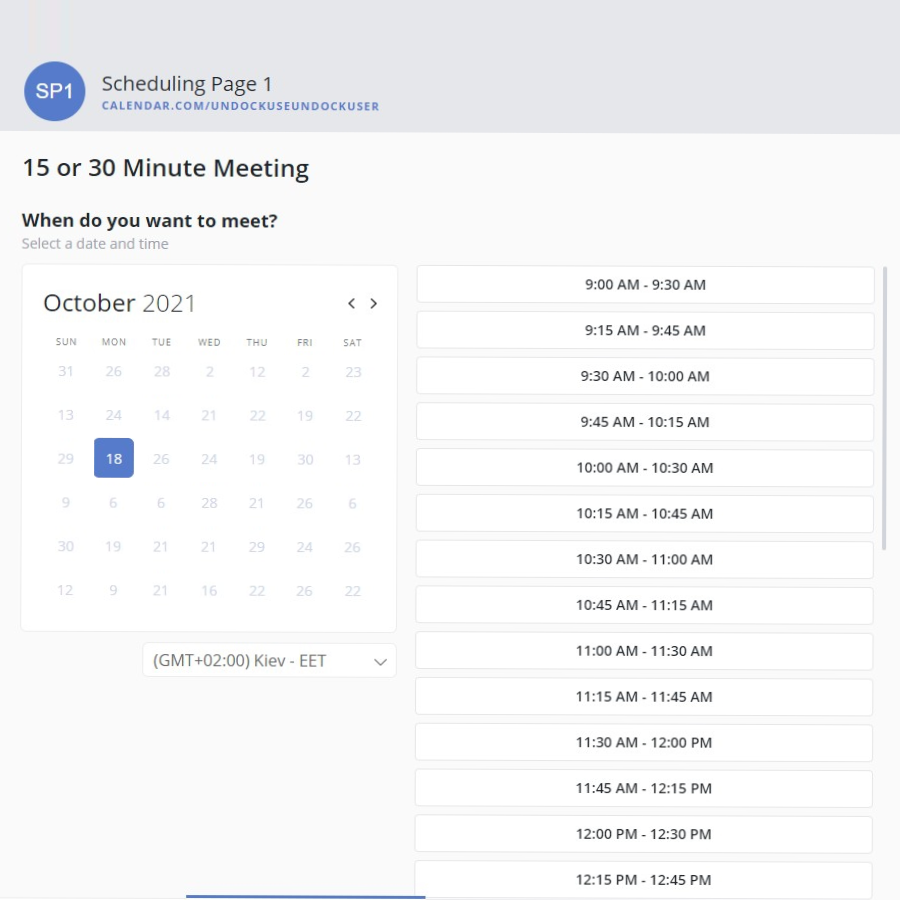 SP1
Scheduling Page 1
CALENDAR.COM/UNDOCKUSEUNDOCKUSER
15 or 30 Minute Meeting
When do you want to meet?
Select a date and time
October 2021
SUN MON TUE WED THU FRI SAT
31 26 28 2 12 2 23
13 24 14 21 22 19 22
29 18 26 24 19 30 13
9 6 6 28 21 26 6
30 19 21 21 29 24 26
12 9 21 16 22 26 22
(GMT+02:00) Kiev - EET
9:00 AM - 9:30 AM
9:15 AM - 9:45 AM
9:30 AM - 10:00 AM
9:45 AM - 10:15 AM
10:00 AM - 10:30 AM
10:15 AM - 10:45 AM
10:30 AM - 11:00 AM
10:45 AM - 11:15 AM
11:00 AM - 11:30 AM
11:15 AM - 11:45 AM
11:30 AM - 12:00 PM
11:45 AM - 12:15 PM
12:00 PM - 12:30 PM
12:15 PM - 12:45 PM